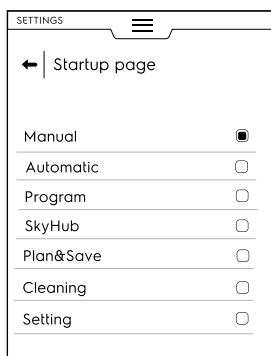 SETTINGS
Startup page
Manual
Automatic
Program
SkyHub
Plan&Save
Cleaning
Setting